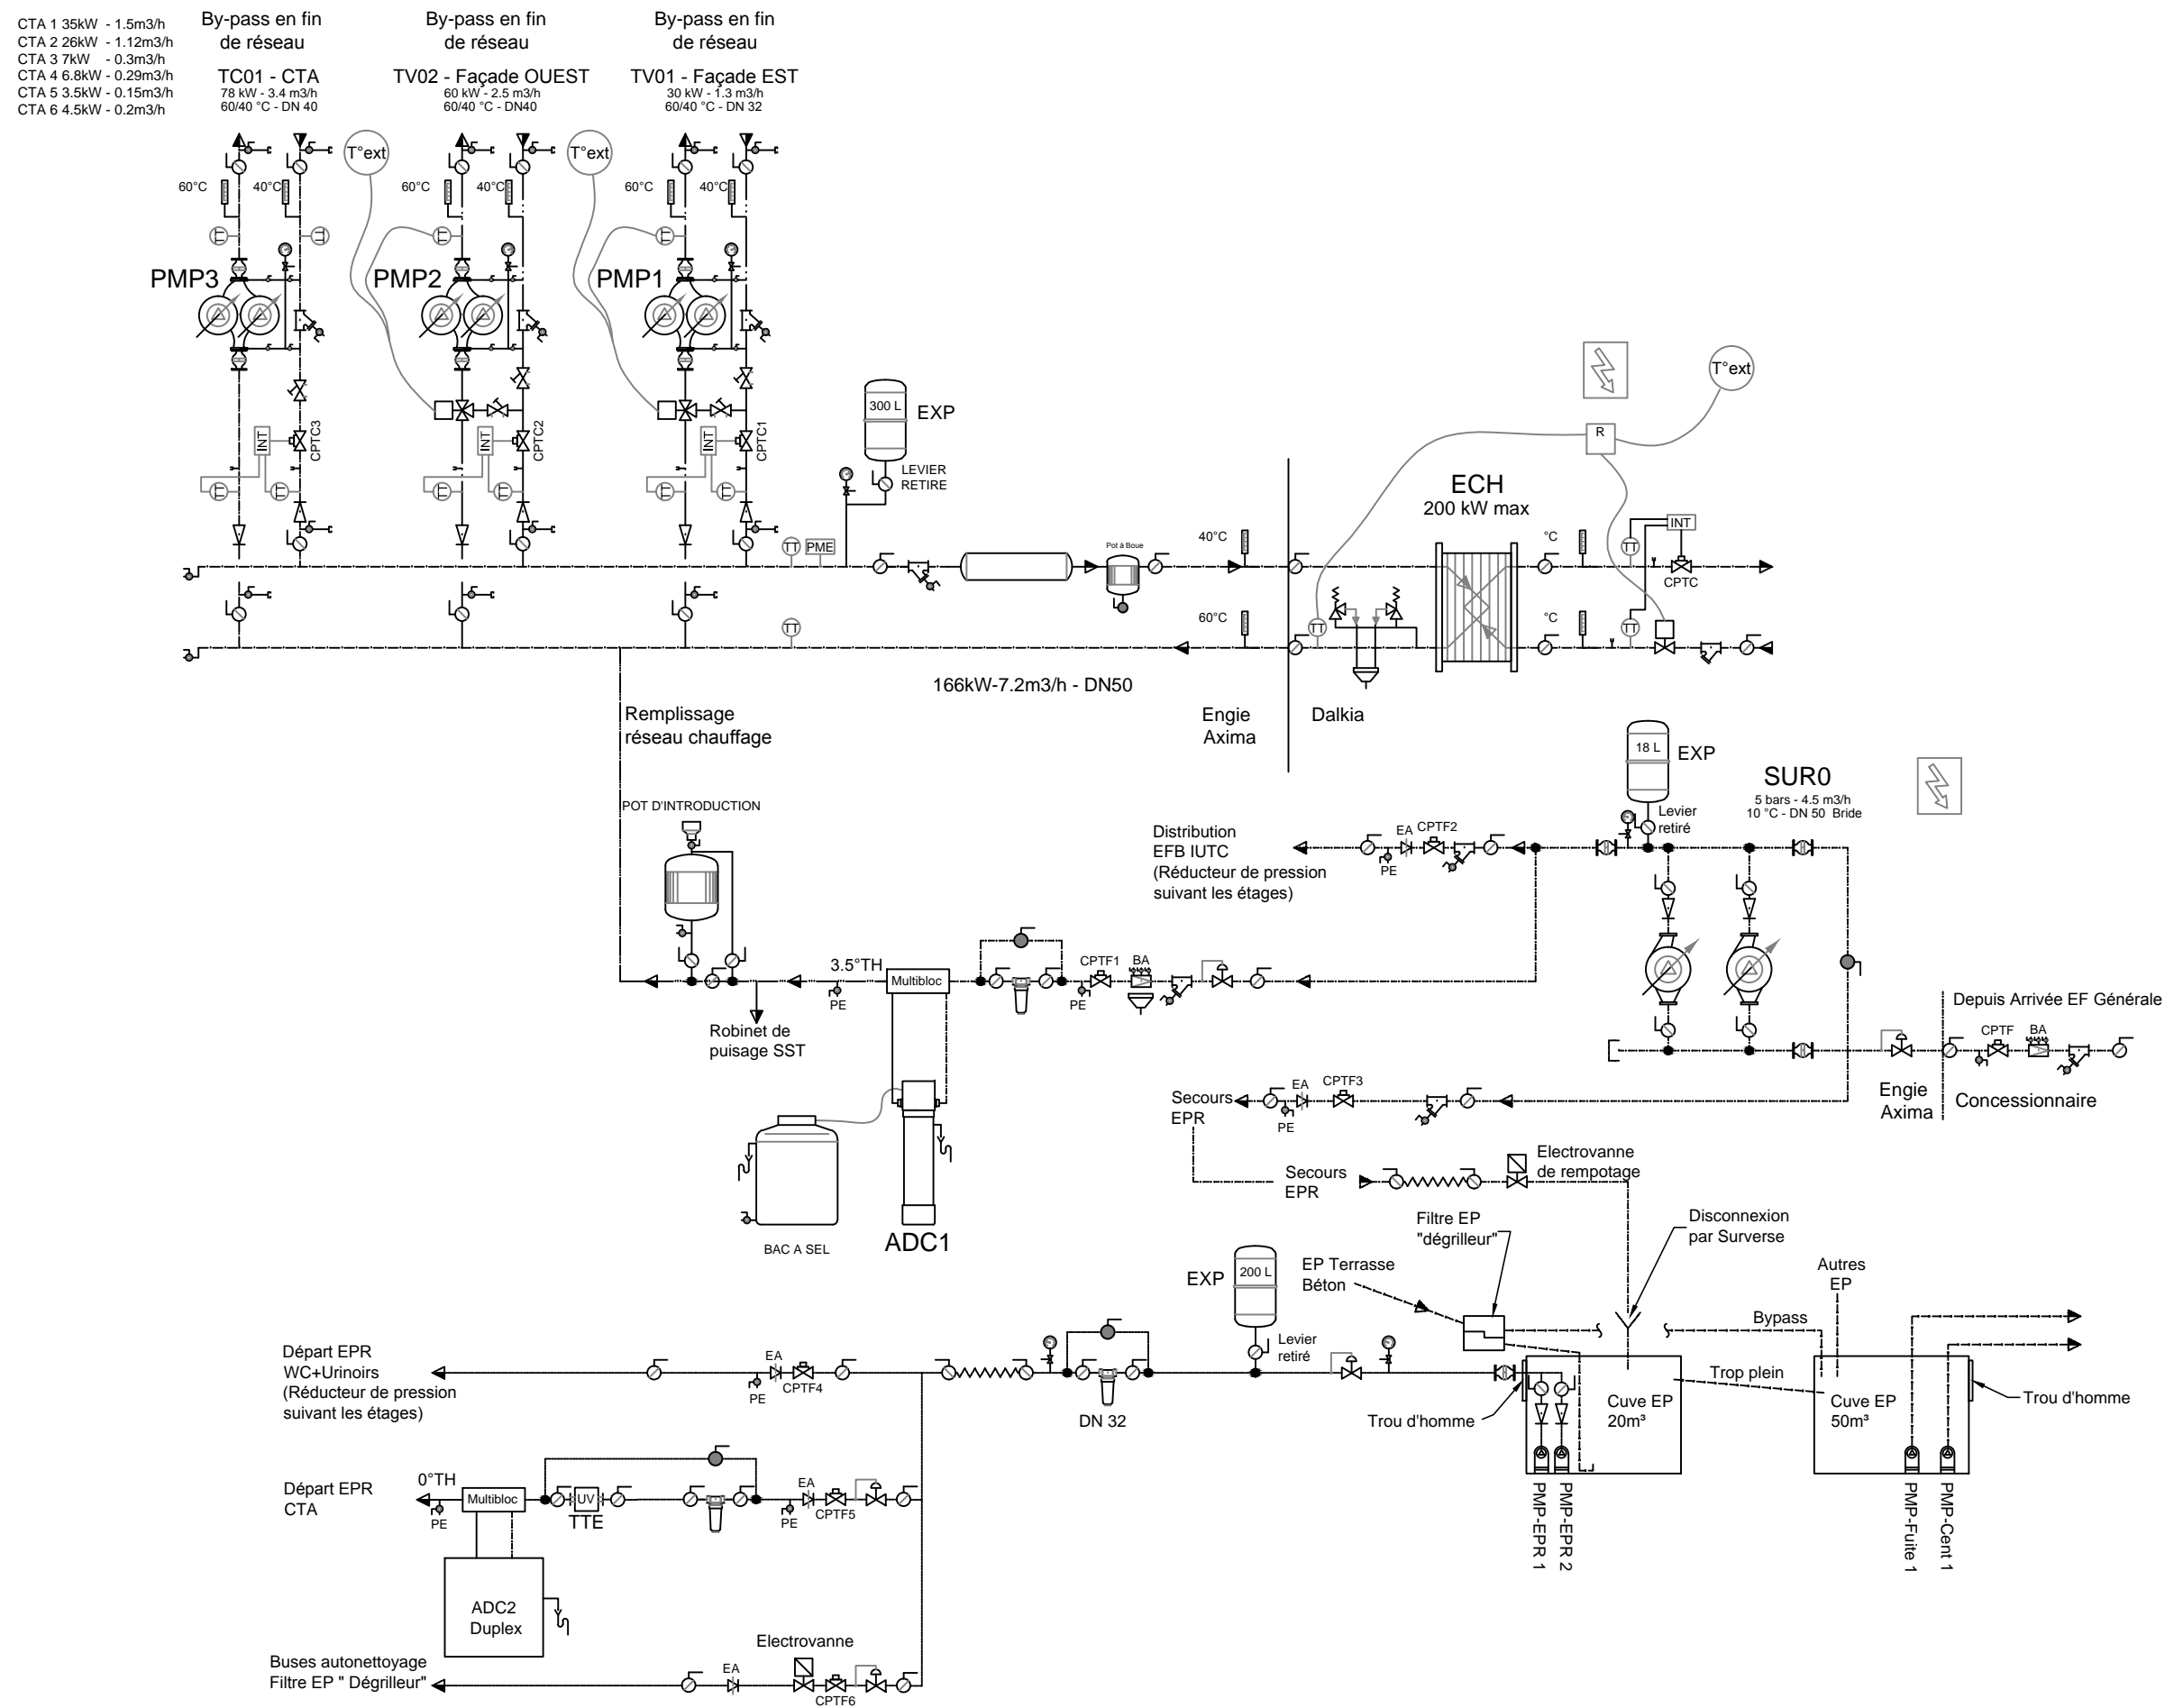 CTA 1 35kW - 1.5m3/h
CTA 2 26kW - 1.12m3/h
CTA 3 7kW - 0.3m3/h
CTA 4 6.8kW - 0.29m3/h
CTA 5 3.5kW - 0.15m3/h
CTA 6 4.5kW - 0.2m3/h
By-pass en fin
de réseau
TC01 - CTA
78 kW - 3.4 m3/h
60/40 °C - DN 40
By-pass en fin
de réseau
TV02 - Façade OUEST
60 kW - 2.5 m3/h
60/40 °C - DN40
By-pass en fin
de réseau
TV01 - Façade EST
30 kW - 1.3 m3/h
60/40 °C - DN 32
T°ext
T°ext
60°C
40°C
60°C
40°C
60°C
40°C
TT
TT
TT
TT
PMP3
PMP2
PMP1
INT
CPTC3
INT
CPTC2
INT
CPTC1
TT
TT
TT
TT
TT
TT
300 L
EXP
LEVIER
RETIRE
TT
PME
Pot à Boue
40°C
60°C
TT
T°ext
R
ECH
200 kW max
°C
°C
INT
TT
CPTC
TT
TT
166kW-7.2m3/h - DN50
Engie
Axima
Dalkia
Remplissage
réseau chauffage
POT D'INTRODUCTION
18 L
EXP
Levier
retiré
SUR0
5 bars - 4.5 m3/h
10 °C - DN 50 Bride
Distribution
EFB IUTC
(Réducteur de pression
suivant les étages)
EA
CPTF2
PE
3.5°TH
PE
Multibloc
CPTF1
BA
PE
Robinet de
puisage SST
BAC A SEL
ADC1
Depuis Arrivée EF Générale
CPTF
BA
Engie
Axima
Concessionnaire
Secours
EPR
EA
CPTF3
PE
Secours
EPR
Electrovanne
de rempotage
Filtre EP
"dégrilleur"
Disconnexion
par Surverse
EP Terrasse
Béton
Autres
EP
Bypass
Trop plein
EXP
200 L
Levier
retiré
Départ EPR
WC+Urinoirs
(Réducteur de pression
suivant les étages)
EA
CPTF4
PE
DN 32
Trou d'homme
Cuve EP
20m³
Cuve EP
50m³
Trou d'homme
PMP-EPR 1
PMP-EPR 2
PMP-Fuite 1
PMP-Cent 1
Départ EPR
CTA
0°TH
PE
Multibloc
UV
TTE
EA
CPTF5
PE
ADC2
Duplex
Buses autonettoyage
Filtre EP " Dégrilleur"
EA
Electrovanne
CPTF6